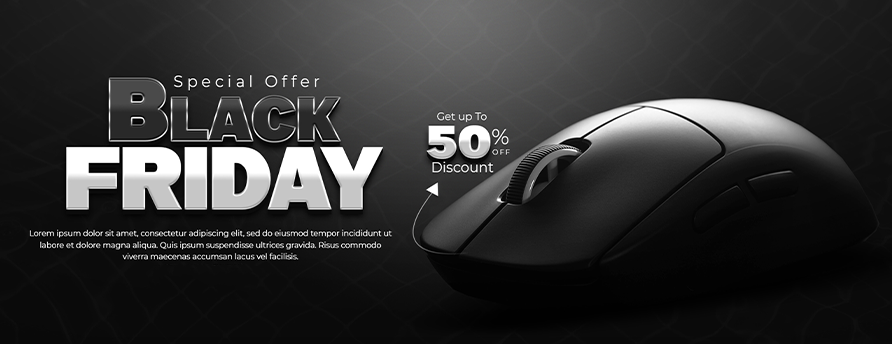 Special Offer
BLACK
FRIDAY
Lorem ipsum dolor sit amet, consectetur adipiscing elit, sed do eiusmod tempor incididunt ut
labore et dolore magna aliqua. Quis ipsum suspendisse ultrices gravida. Risus commodo
viverra maecenas accumsan lacus vel facilisis.
Get up To
50%
OFF
Discount